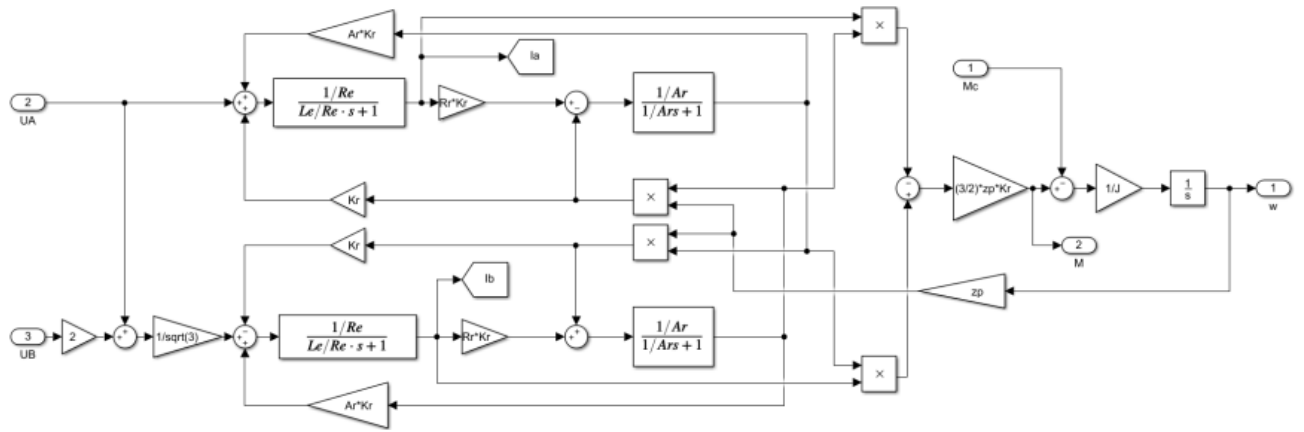 Ar*Kr
×
Ia
1
Mc
2
UA
1/Re
Le/Re · s + 1
Rr*Kr
+ −
1/Ar
1/Ars + 1
+ +
+
Kr
×
− +
(3/2)*zp*Kr
+ −
1/J
1
s
1
w
Kr
×
2
M
Ib
zp
3
UB
2
+ +
1/sqrt(3)
− + +
1/Re
Le/Re · s + 1
Rr*Kr
+ +
1/Ar
1/Ars + 1
×
Ar*Kr